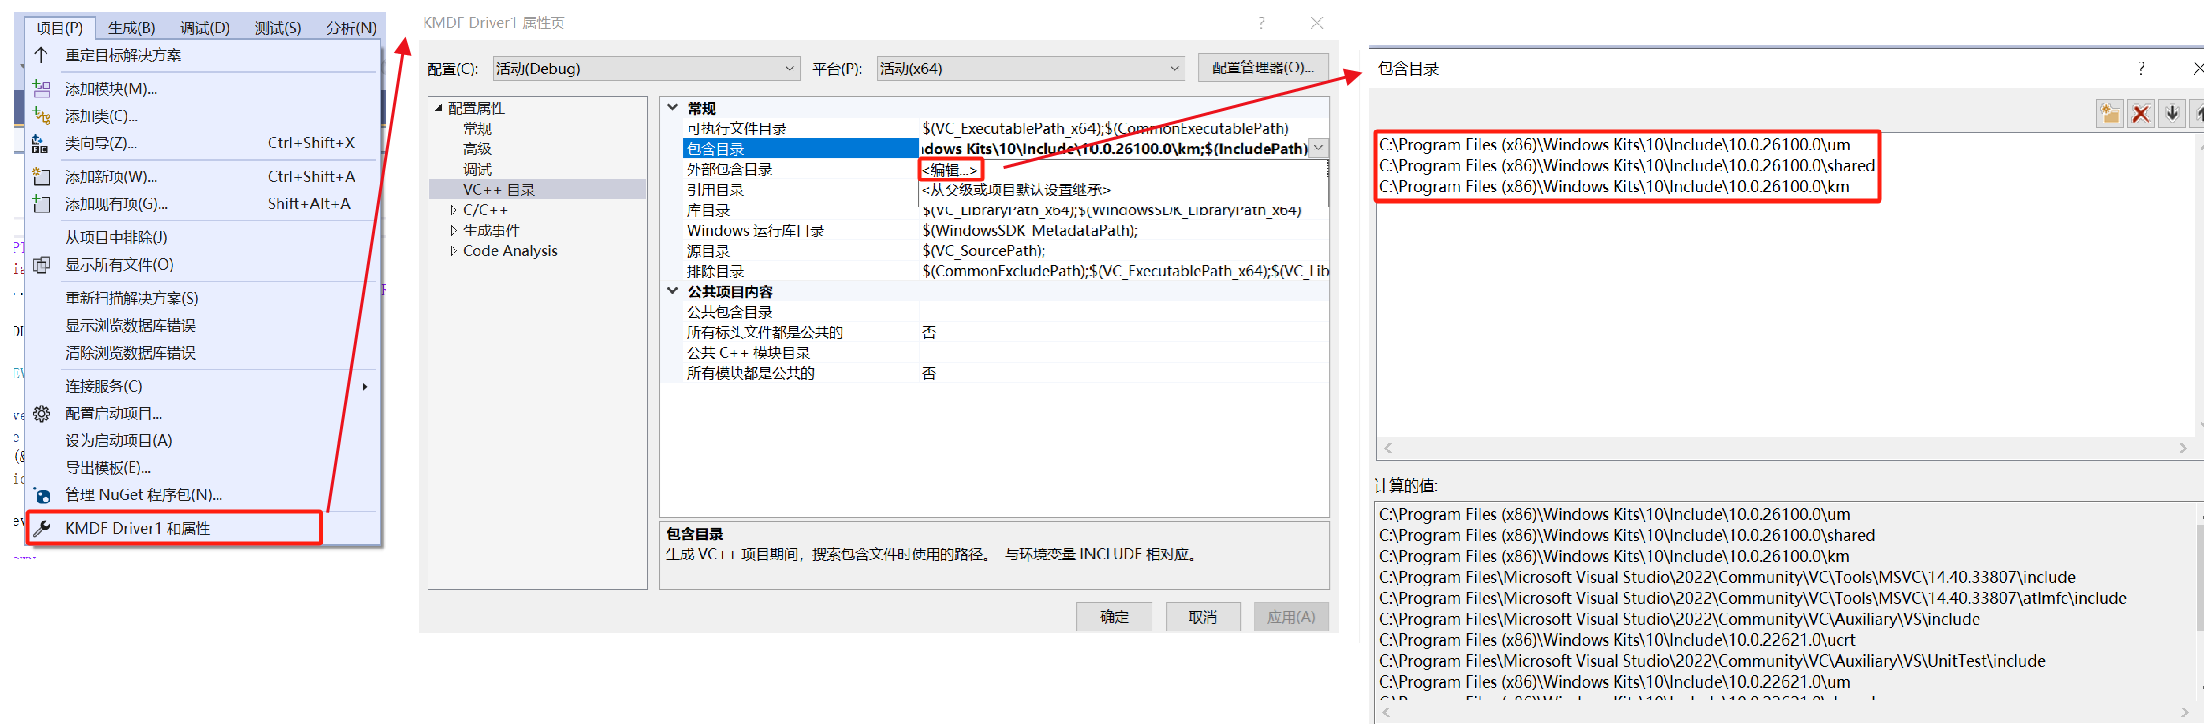 项目(P) 生成(B) 调试(D) 测试(S) 分析(N)
重定目标解决方案
添加模块(M)...
添加类(C)...
类向导(Z)... Ctrl+Shift+X
添加新项(W)... Ctrl+Shift+A
添加现有项(G)... Shift+Alt+A
从项目中排除(J)
显示所有文件(O)
重新扫描解决方案(S)
显示浏览数据库错误
清除浏览数据库错误
连接服务(C)
配置启动项目...
设为启动项目(A)
导出模板(E)...
管理 NuGet 程序包(N)...
KMDF Driver1 和属性
KMDF Driver1 属性页
配置(C): 活动(Debug) 平台(P): 活动(x64) 配置管理器(O)...
配置属性
常规
高级
调试
VC++ 目录
C/C++
生成事件
Code Analysis
常规
可执行文件目录 $(VC_ExecutablePath_x64);$(CommonExecutablePath)
包含目录 dows Kits\10\Include\10.0.26100.0\km;$(IncludePath)
外部包含目录 <编辑...>
引用目录 <从父级或项目默认设置继承>
库目录 $(VC_LibraryPath_x64);$(WindowsSDK_LibraryPath_x64)
Windows 运行库目录 $(WindowsSDK_MetadataPath);
源目录 $(VC_SourcePath);
排除目录 $(CommonExcludePath);$(VC_ExecutablePath_x64);$(VC_Lib
公共项目内容
公共包含目录
所有标头文件都是公共的 否
公共 C++ 模块目录
所有模块都是公共的 否
包含目录
生成 VC++ 项目期间，搜索包含文件时使用的路径。 与环境变量 INCLUDE 相对应。
确定 取消 应用(A)
包含目录
C:\Program Files (x86)\Windows Kits\10\Include\10.0.26100.0\um
C:\Program Files (x86)\Windows Kits\10\Include\10.0.26100.0\shared
C:\Program Files (x86)\Windows Kits\10\Include\10.0.26100.0\km
计算的值:
C:\Program Files (x86)\Windows Kits\10\Include\10.0.26100.0\um
C:\Program Files (x86)\Windows Kits\10\Include\10.0.26100.0\shared
C:\Program Files (x86)\Windows Kits\10\Include\10.0.26100.0\km
C:\Program Files\Microsoft Visual Studio\2022\Community\VC\Tools\MSVC\14.40.33807\include
C:\Program Files\Microsoft Visual Studio\2022\Community\VC\Tools\MSVC\14.40.33807\atlmfc\include
C:\Program Files\Microsoft Visual Studio\2022\Community\VC\Auxiliary\VS\include
C:\Program Files (x86)\Windows Kits\10\Include\10.0.22621.0\ucrt
C:\Program Files\Microsoft Visual Studio\2022\Community\VC\Auxiliary\VS\UnitTest\include
C:\Program Files (x86)\Windows Kits\10\Include\10.0.22621.0\um